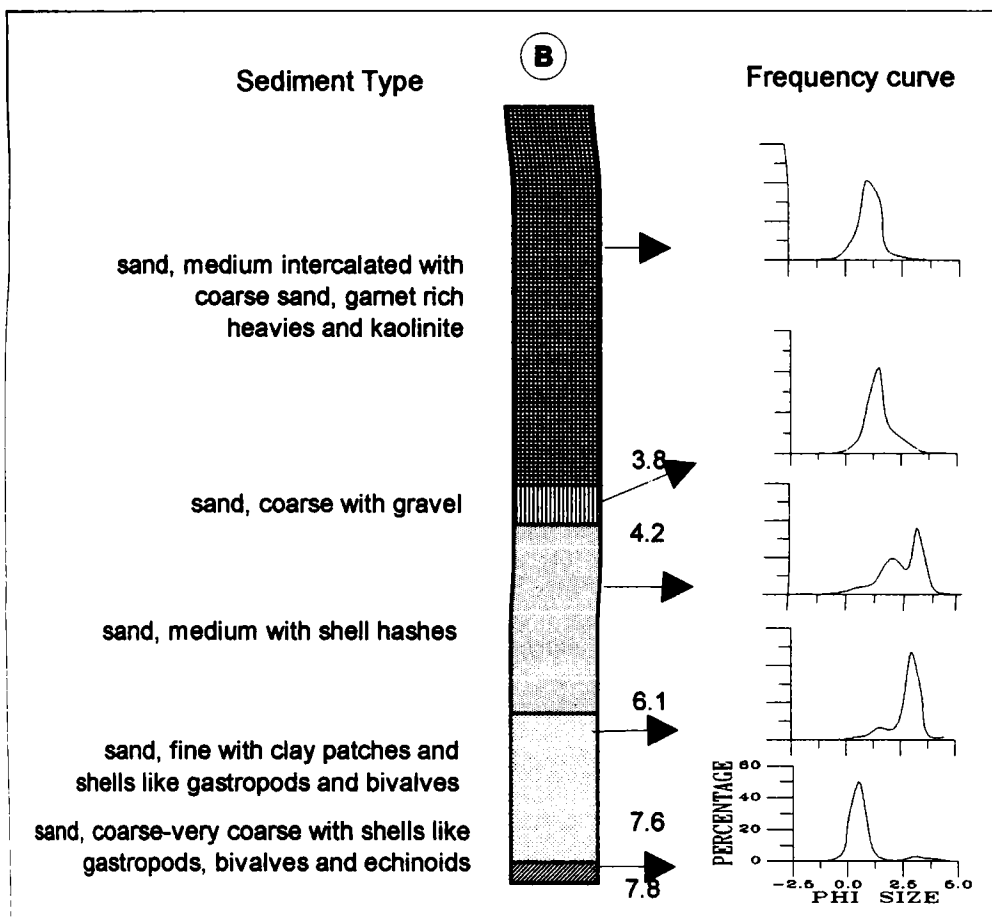 B
Sediment Type
Frequency curve
sand, medium intercalated with
coarse sand, garnet rich
heavies and kaolinite
3.8
sand, coarse with gravel
4.2
sand, medium with shell hashes
6.1
sand, fine with clay patches and
shells like gastropods and bivalves
7.6
sand, coarse-very coarse with shells like
gastropods, bivalves and echinoids
7.8
PERCENTAGE
60
40
20
0
-2.5 0.0 2.5 5.0
PHI SIZE